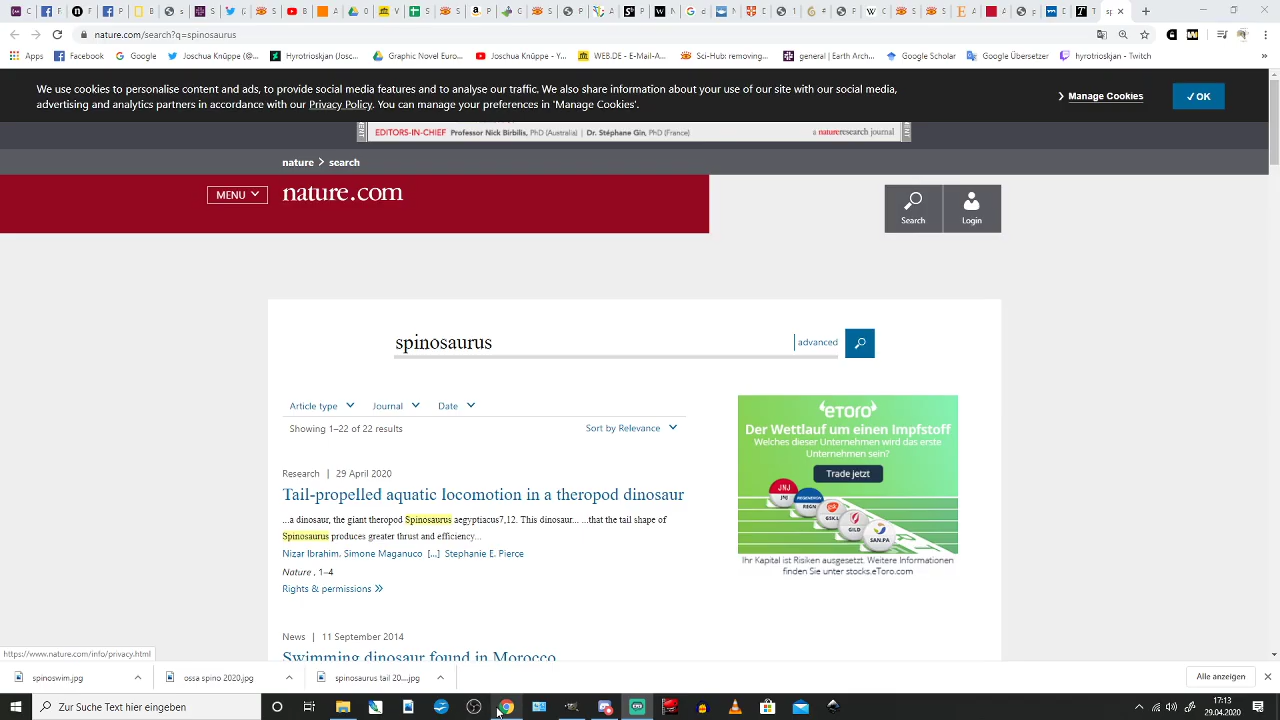 nature.com/search?q=spinosaurus
Apps
Facebook
Google
Joschua Knüppe (@...
Hyrotrioskjan (Josc...
Graphic Novel Euro...
Joschua Knüppe - Y...
WEB.DE - E-Mail-A...
Sci-Hub: removing...
general | Earth Arch...
Google Scholar
Google Übersetzer
hyrotrioskjan - Twitch
We use cookies to personalise content and ads, to provide social media features and to analyse our traffic. We also share information about your use of our site with our social media,
advertising and analytics partners in accordance with our Privacy Policy. You can manage your preferences in 'Manage Cookies'.
Manage Cookies
OK
EDITORS-IN-CHIEF Professor Nick Birbilis, PhD (Australia) | Dr. Stéphane Gin, PhD (France)
a natureresearch journal
nature > search
MENU
nature.com
Search
Login
spinosaurus
advanced
Article type
Journal
Date
Showing 1–22 of 22 results
Sort by Relevance
Research | 29 April 2020
Tail-propelled aquatic locomotion in a theropod dinosaur
...a dinosaur, the giant theropod Spinosaurus aegyptiacus7,12. This dinosaur... ...that the tail shape of
Spinosaurus produces greater thrust and efficiency...
Nizar Ibrahim, Simone Maganuco [...] Stephanie E. Pierce
Nature , 1–4
Rights & permissions
News | 11 September 2014
Swimming dinosaur found in Morocco
eToro
Der Wettlauf um einen Impfstoff
Welches dieser Unternehmen wird das erste
Unternehmen sein?
Trade jetzt
JNJ
REGN
GSK.L
GILD
SAN.PA
Ihr Kapital ist Risiken ausgesetzt. Weitere Informationen
finden Sie unter stocks.eToro.com
https://www.nature.com/info/privacy.html
spinoswim.jpg
ossa spino 2020.jpg
spinosaurus tail 20....jpg
Alle anzeigen
Zur Suche Text hier eingeben
17:13
29.04.2020